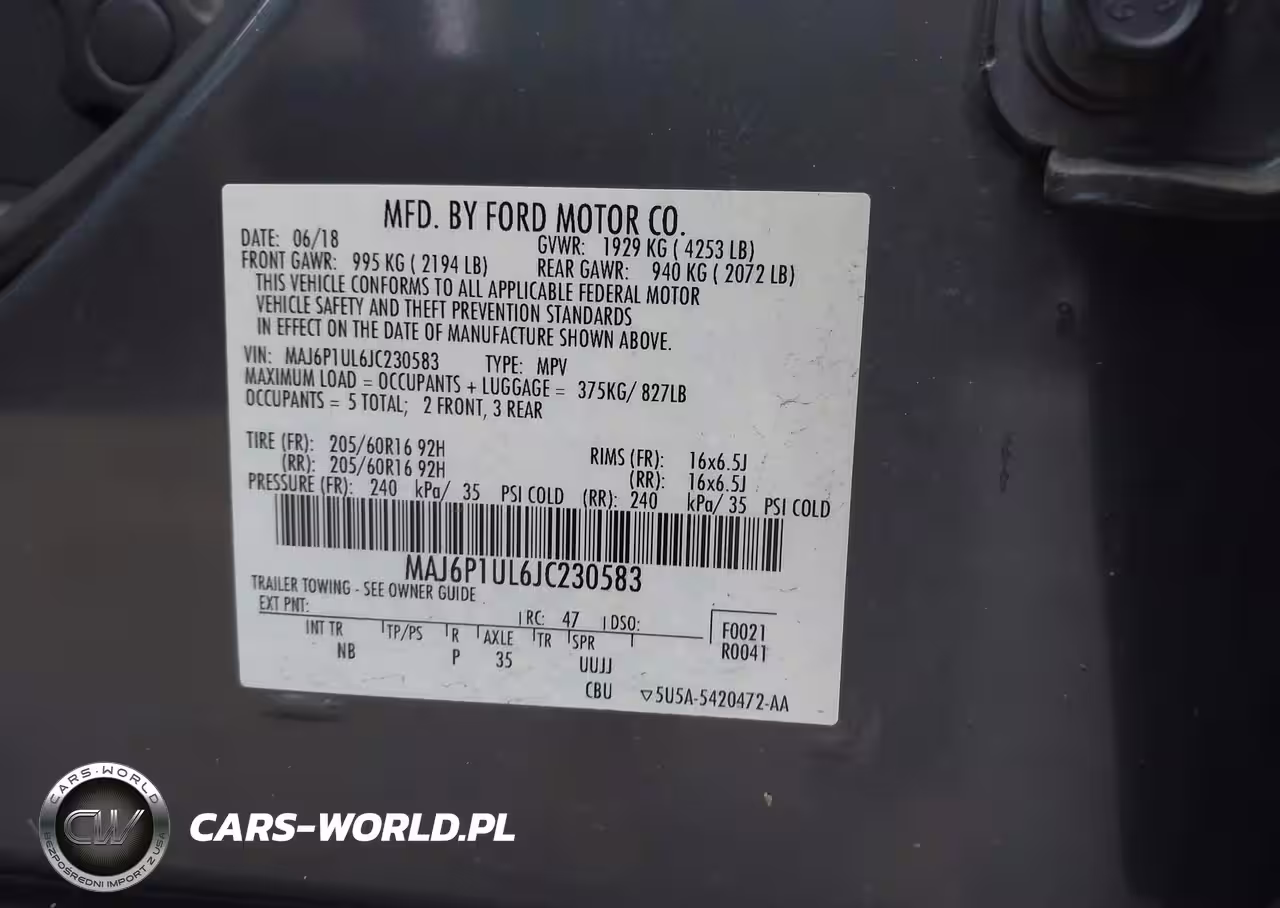 MFD. BY FORD MOTOR CO.
DATE: 06/18 GVWR: 1929 KG ( 4253 LB)
FRONT GAWR: 995 KG ( 2194 LB) REAR GAWR: 940 KG ( 2072 LB)
THIS VEHICLE CONFORMS TO ALL APPLICABLE FEDERAL MOTOR
VEHICLE SAFETY AND THEFT PREVENTION STANDARDS
IN EFFECT ON THE DATE OF MANUFACTURE SHOWN ABOVE.
VIN: MAJ6P1UL6JC230583 TYPE: MPV
MAXIMUM LOAD = OCCUPANTS + LUGGAGE = 375KG/ 827LB
OCCUPANTS = 5 TOTAL; 2 FRONT, 3 REAR
TIRE (FR): 205/60R16 92H RIMS (FR): 16x6.5J
(RR): 205/60R16 92H (RR): 16x6.5J
PRESSURE (FR): 240 kPa/ 35 PSI COLD (RR): 240 kPa/ 35 PSI COLD
MAJ6P1UL6JC230583
TRAILER TOWING - SEE OWNER GUIDE
EXT PNT: RC: 47 DSO: F0021
INT TR TP/PS R AXLE TR SPR R0041
NB P 35 UUJJ
CBU ▽5U5A-5420472-AA
CARS-WORLD
CW
BEZPOŚREDNI IMPORT Z USA
CARS-WORLD.PL